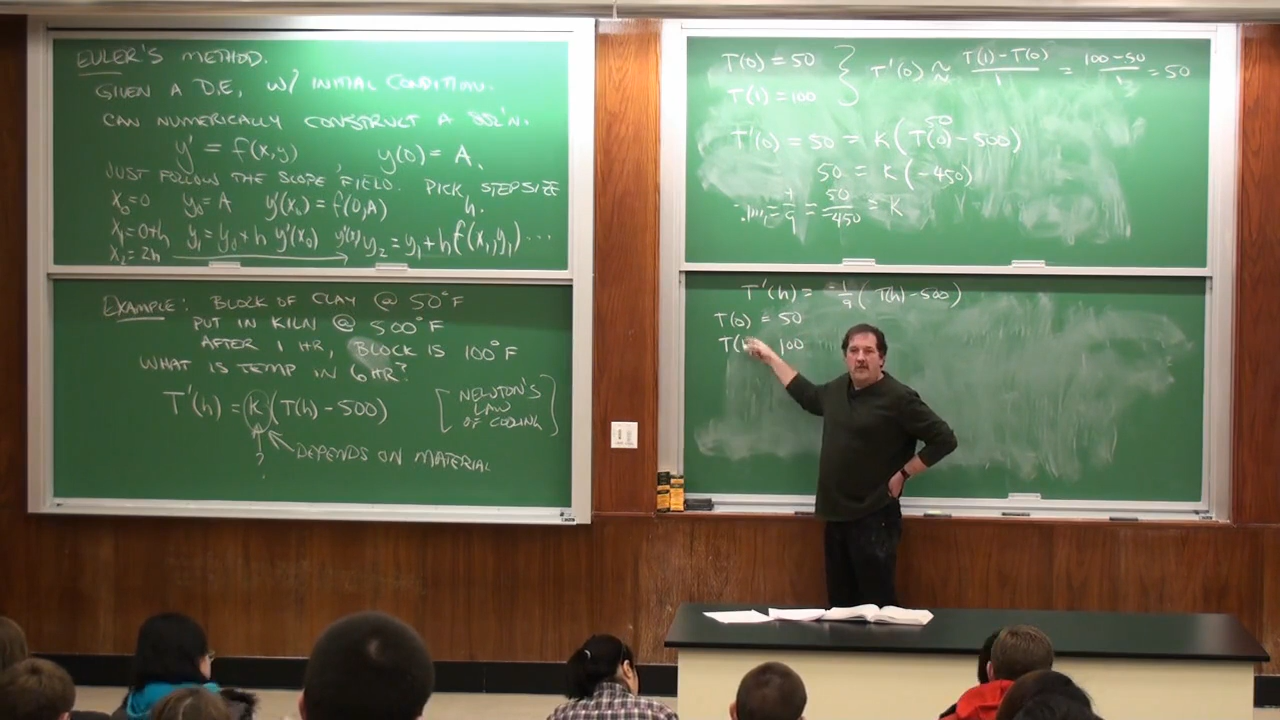 EULER'S METHOD.
GIVEN A D.E, W/ INITIAL CONDITION.
CAN NUMERICALLY CONSTRUCT A SOL'N.
y' = f(x,y) y(0) = A.
JUST FOLLOW THE SLOPE FIELD. PICK STEPSIZE h.
x₀=0 y₀=A y'(x₀) = f(0,A)
x₁=0+h y₁=y₀+h y'(x₀) y₂=y₁+h f(x₁,y₁)...
x₂=2h
EXAMPLE: BLOCK OF CLAY @ 50°F
PUT IN KILN @ 500°F
AFTER 1 HR, BLOCK IS 100°F
WHAT IS TEMP IN 6HR?
T'(h) = K(T(h)-500) [NEWTON'S LAW OF COOLING]
? DEPENDS ON MATERIAL
T(0) = 50
T(1) = 100 } T'(0) ≈ T(1)-T(0)/1 = 100-50/1 = 50
T'(0) = 50 = K(T(0)-500) 50
50 = K(-450)
-.1111 = -1/9 = 50/-450 = K
T'(h) = -1/9 (T(h)-500)
T(0) = 50
100